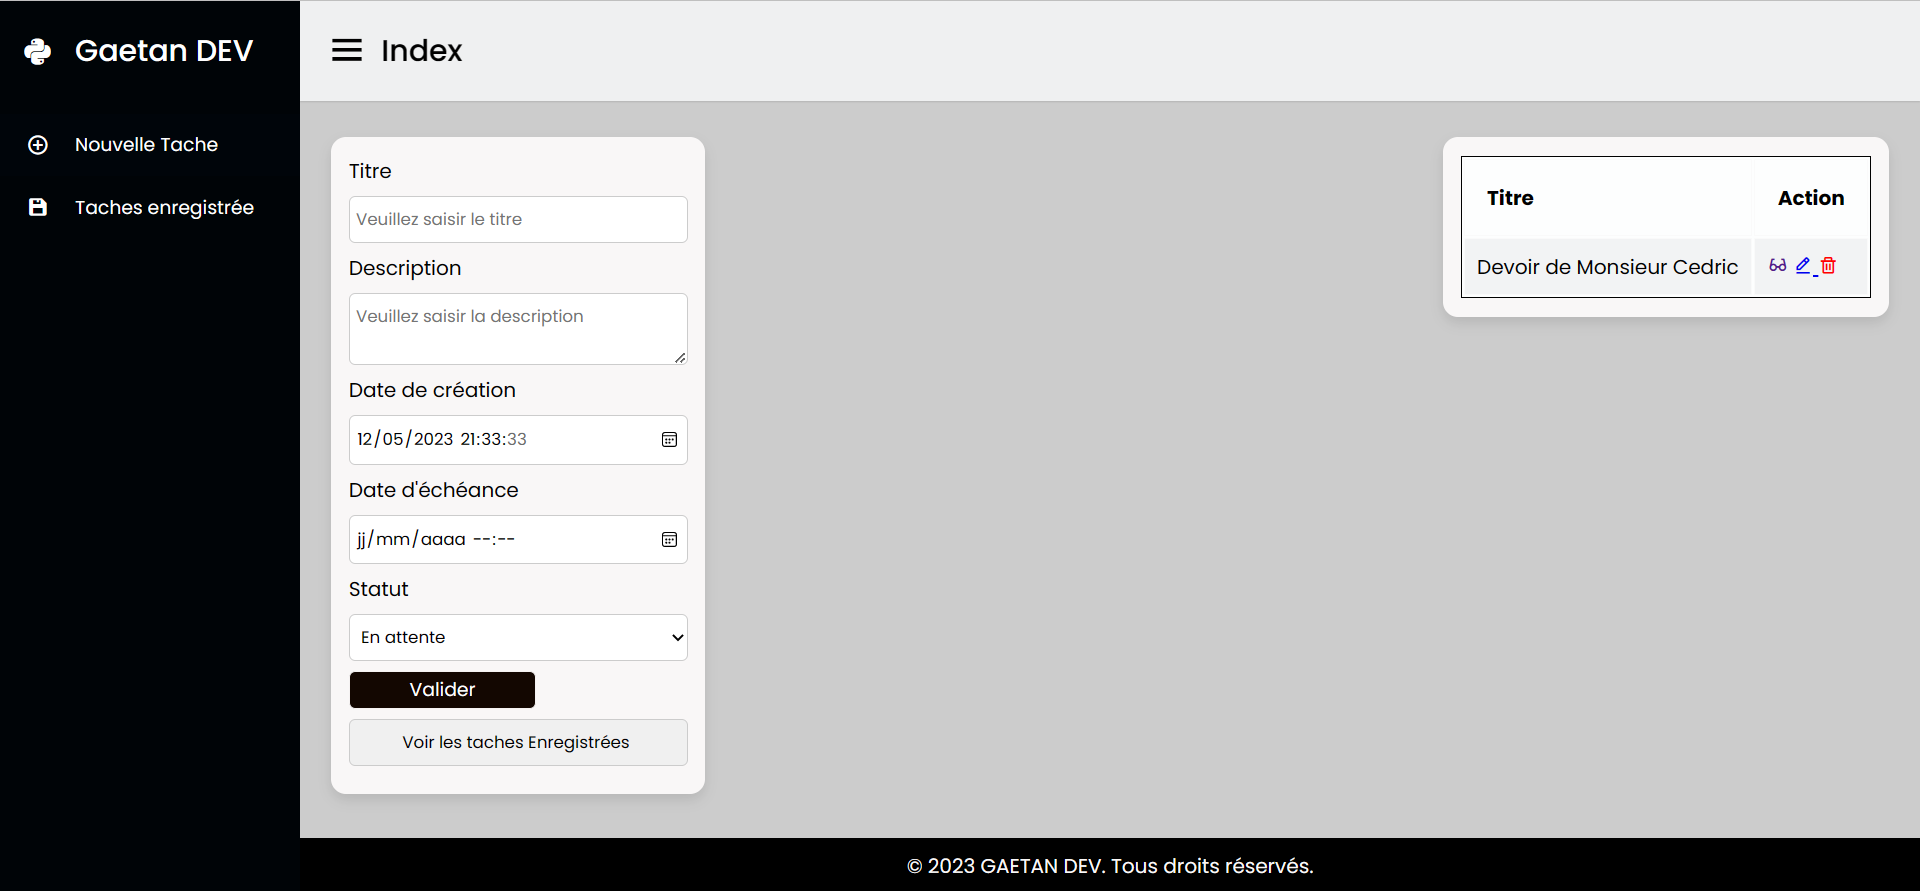 Gaetan DEV
Nouvelle Tache
Taches enregistrée
Index
Titre
Veuillez saisir le titre
Description
Veuillez saisir la description
Date de création
12/05/2023 21:33:33
Date d'échéance
jj/mm/aaaa --:--
Statut
En attente
Valider
Voir les taches Enregistrées
Titre Action
Devoir de Monsieur Cedric
© 2023 GAETAN DEV. Tous droits réservés.